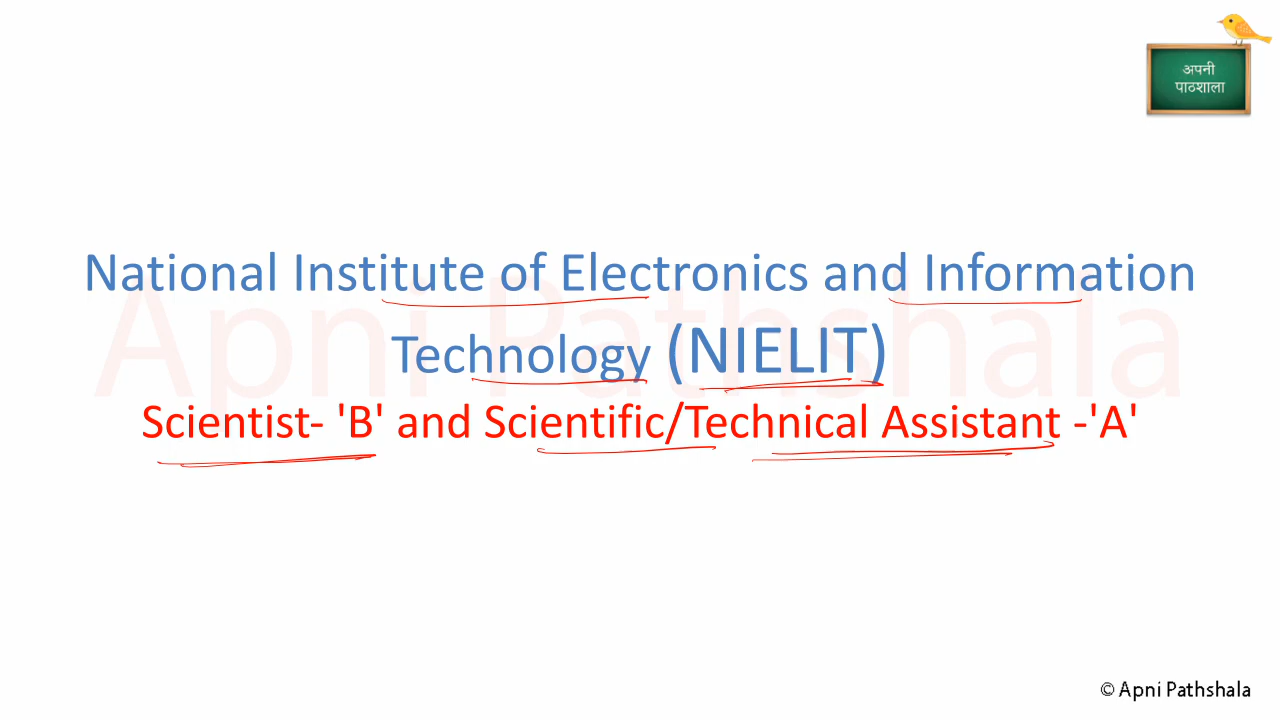 अपनी
पाठशाला
National Institute of Electronics and Information
Technology (NIELIT)
Scientist- 'B' and Scientific/Technical Assistant -'A'
Apni Pathshala
© Apni Pathshala